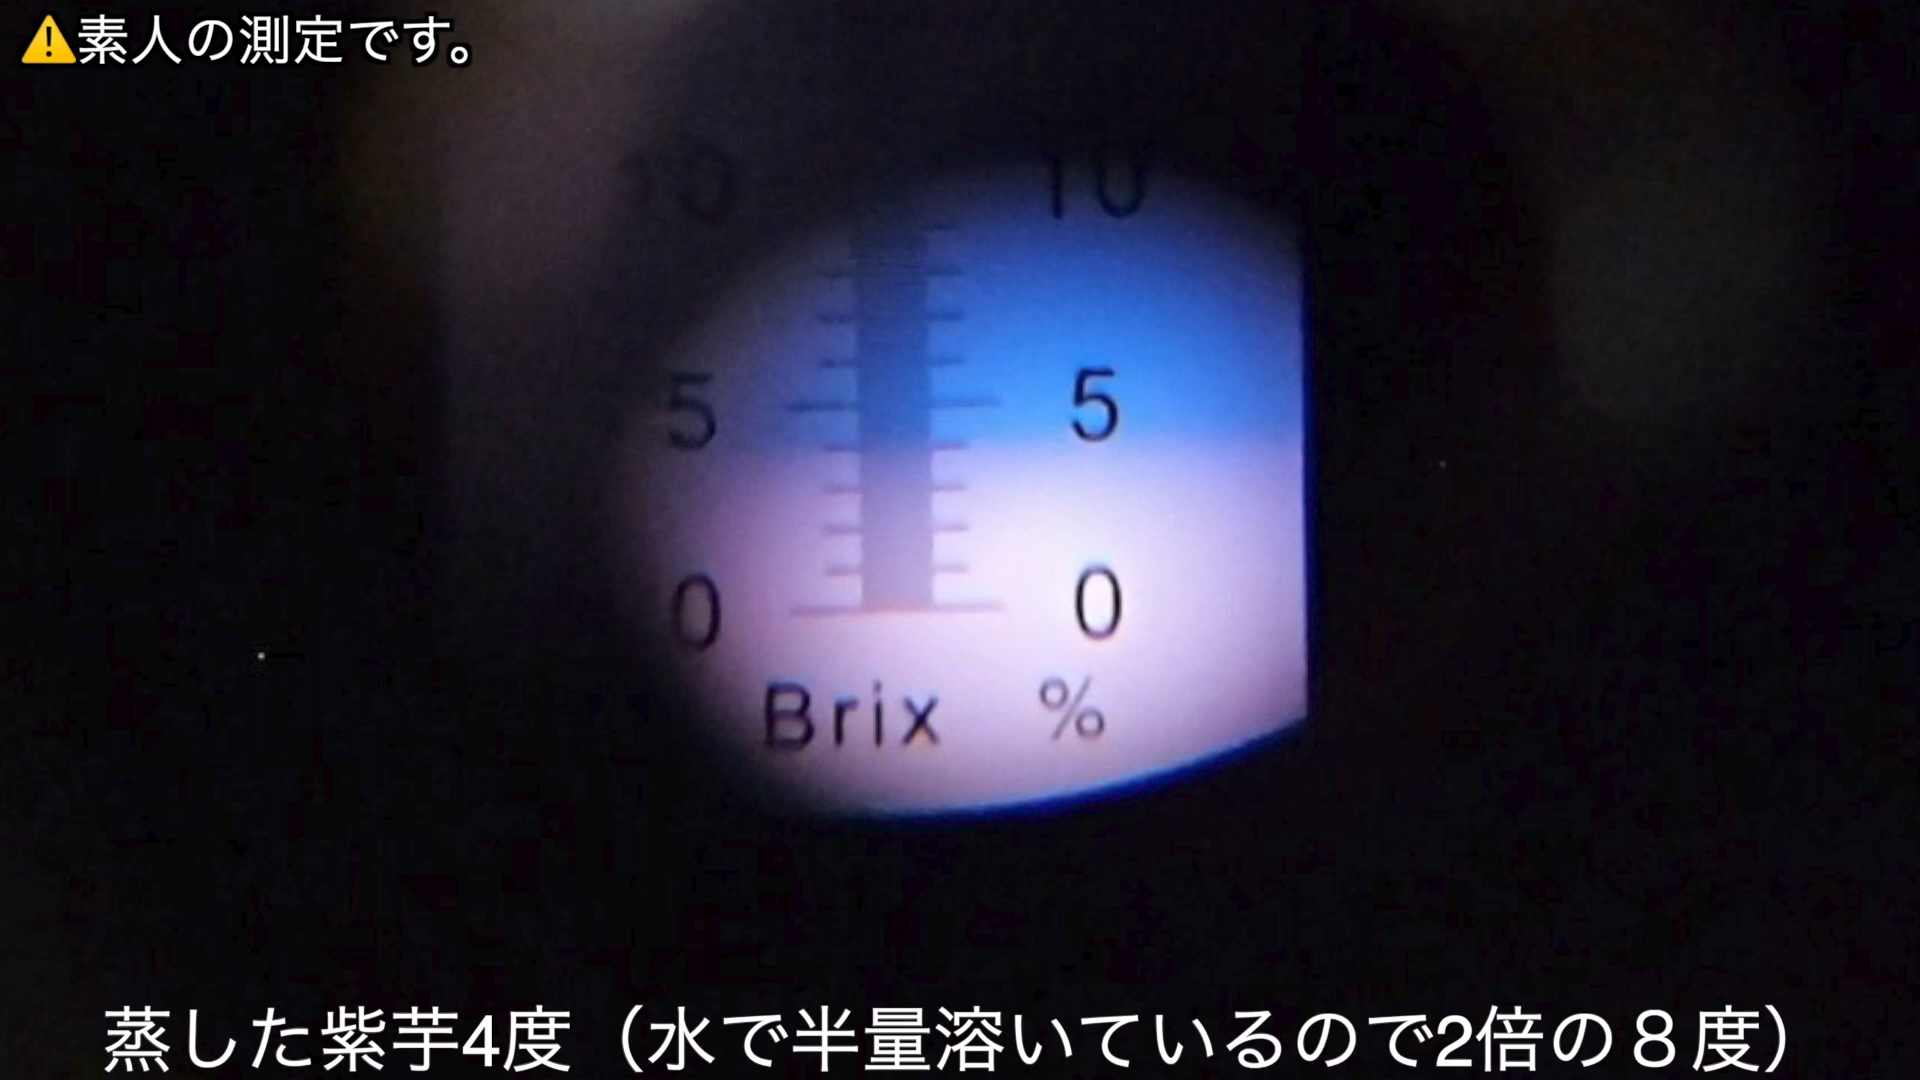 ⚠️素人の測定です。
10 10
5 5
0 0
Brix %
蒸した紫芋4度（水で半量溶いているので2倍の８度）